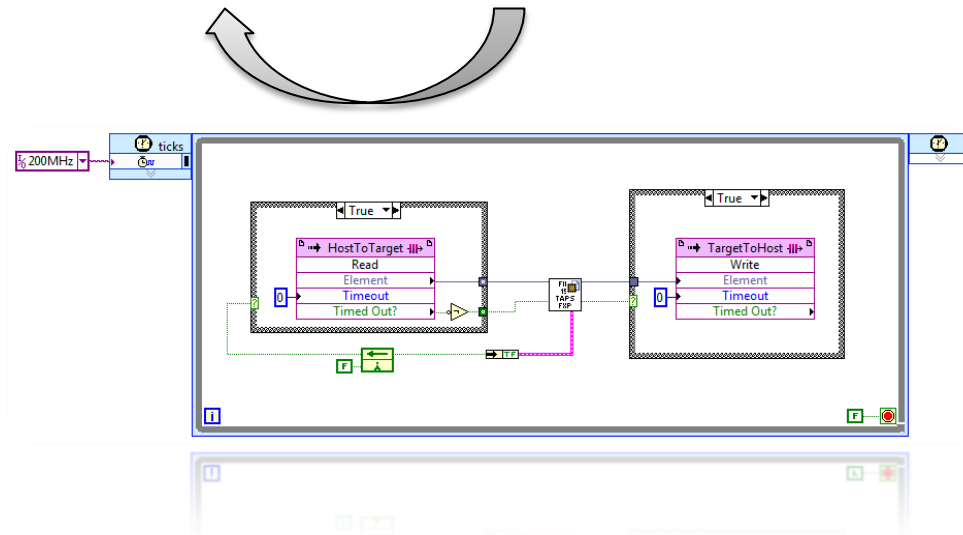 ticks
200MHz
True
HostToTarget
Read
Element
0 Timeout
Timed Out?
?
F
TF
TAPS
FXP
True
TargetToHost
Write
Element
0 Timeout
Timed Out?
?
i
F